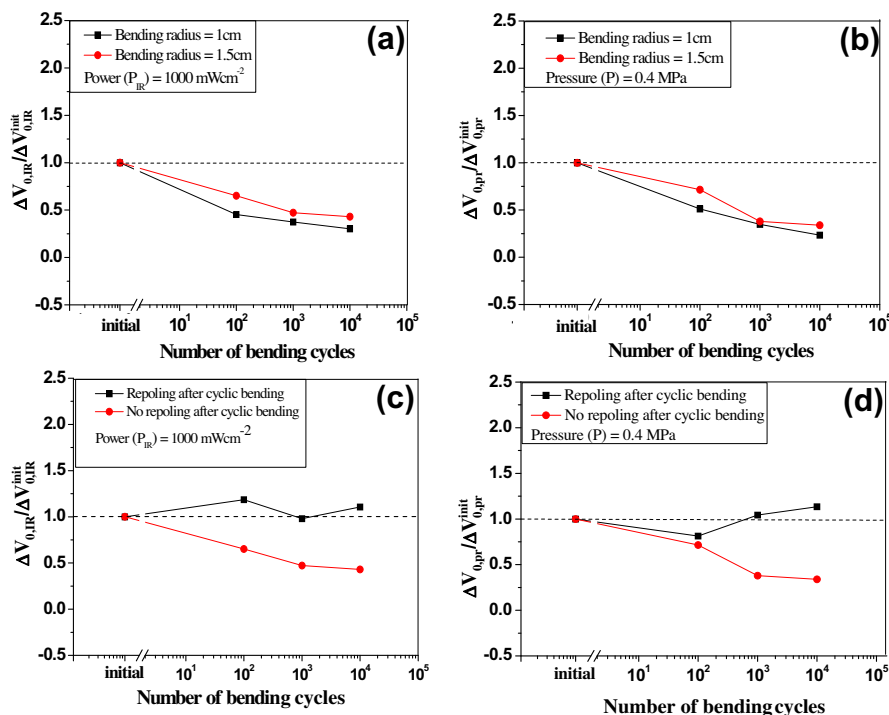 (a)
Bending radius = 1cm
Bending radius = 1.5cm
Power (P_IR) = 1000 mWcm^-2
ΔV_0,IR/ΔV^init_0,IR
2.5
2.0
1.5
1.0
0.5
0.0
-0.5
initial 10^1 10^2 10^3 10^4 10^5
Number of bending cycles
(b)
Bending radius = 1cm
Bending radius = 1.5cm
Pressure (P) = 0.4 MPa
ΔV_0,pr/ΔV^init_0,pr
2.5
2.0
1.5
1.0
0.5
0.0
-0.5
initial 10^1 10^2 10^3 10^4 10^5
Number of bending cycles
(c)
Repoling after cyclic bending
No repoling after cyclic bending
Power (P_IR) = 1000 mWcm^-2
ΔV_0,IR/ΔV^init_0,IR
2.5
2.0
1.5
1.0
0.5
0.0
-0.5
initial 10^1 10^2 10^3 10^4 10^5
Number of bending cycles
(d)
Repoling after cyclic bending
No repoling after cyclic bending
Pressure (P) = 0.4 MPa
ΔV_0,pr/ΔV^init_0,pr
2.5
2.0
1.5
1.0
0.5
0.0
-0.5
initial 10^1 10^2 10^3 10^4 10^5
Number of bending cycles